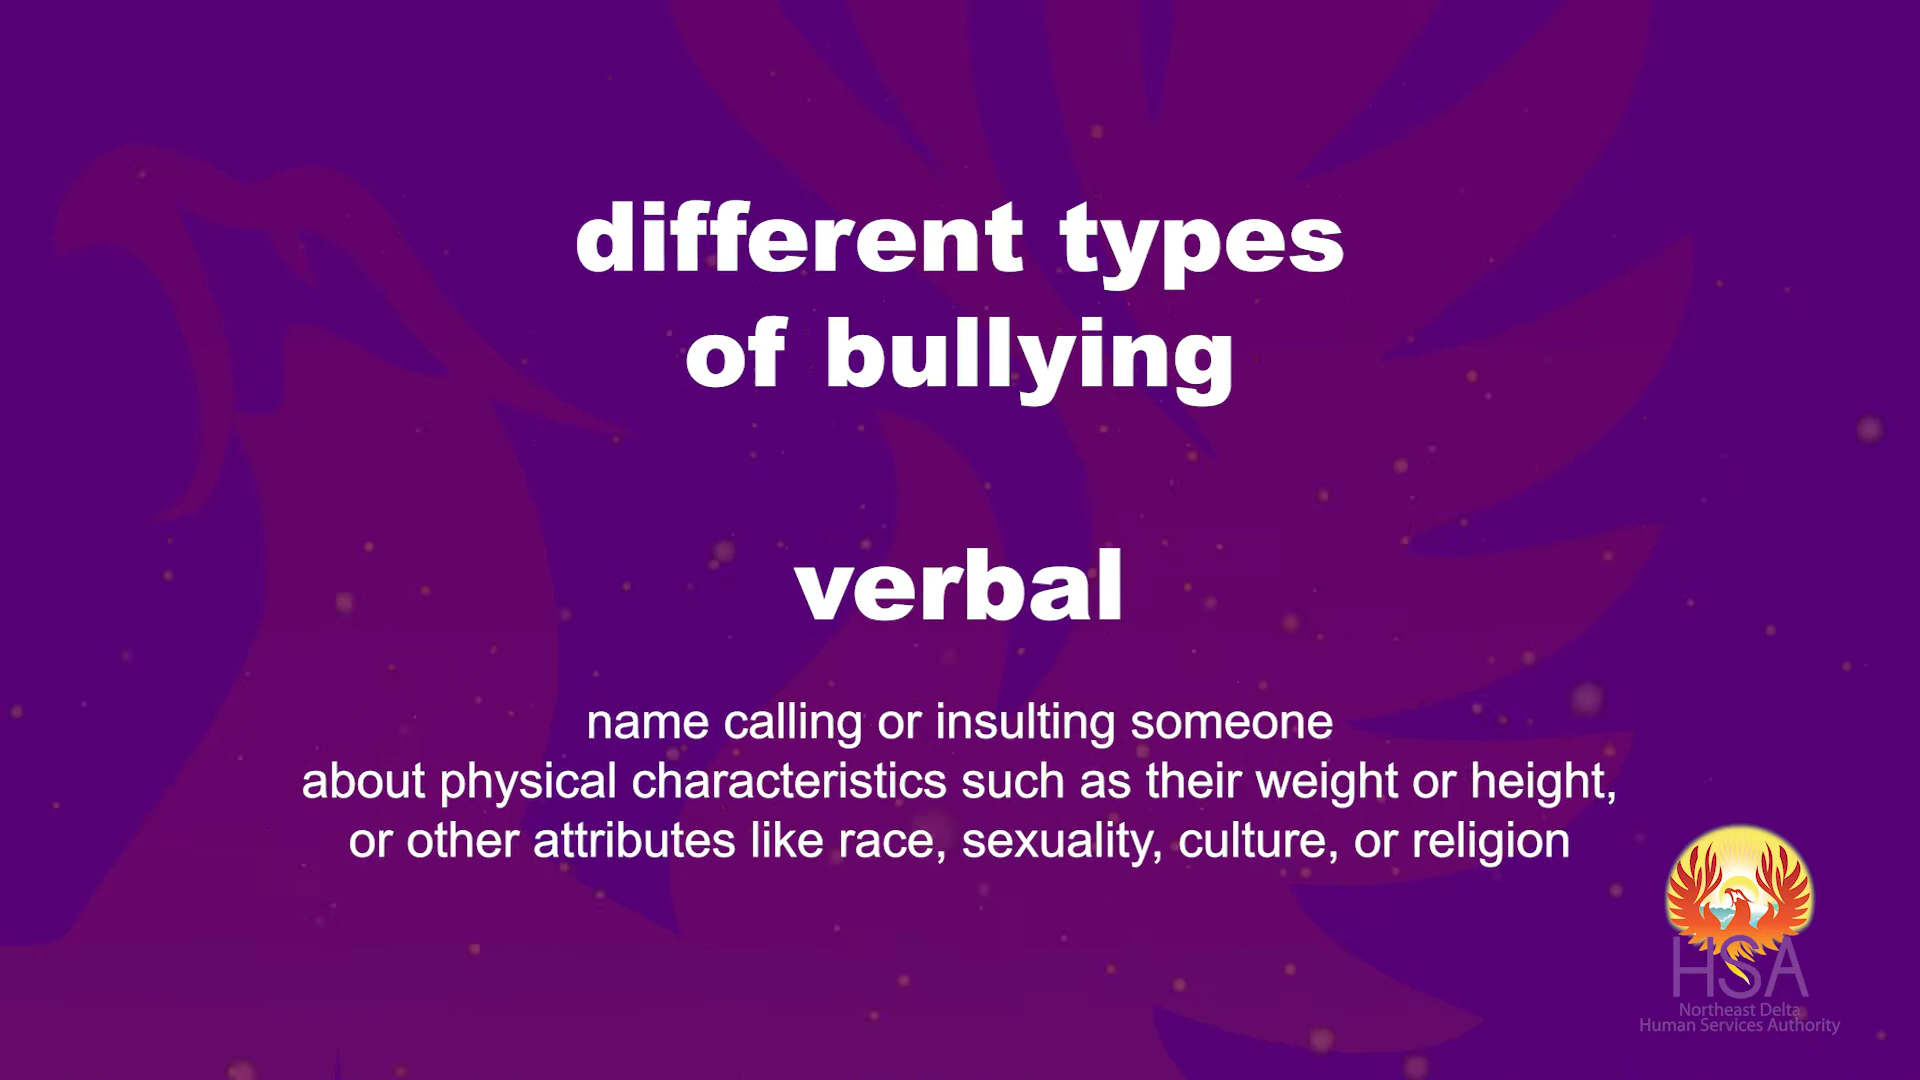 different types
of bullying
verbal
name calling or insulting someone
about physical characteristics such as their weight or height,
or other attributes like race, sexuality, culture, or religion
HSA
Northeast Delta
Human Services Authority